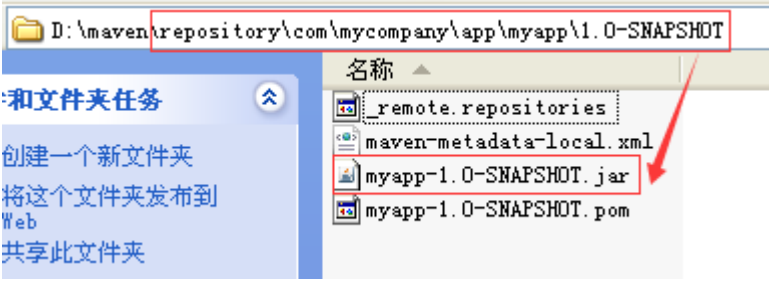 D:\maven\repository\com\mycompany\app\myapp\1.0-SNAPSHOT
名称
和文件夹任务
_remote.repositories
maven-metadata-local.xml
创建一个新文件夹
myapp-1.0-SNAPSHOT.jar
将这个文件夹发布到
Web
myapp-1.0-SNAPSHOT.pom
共享此文件夹